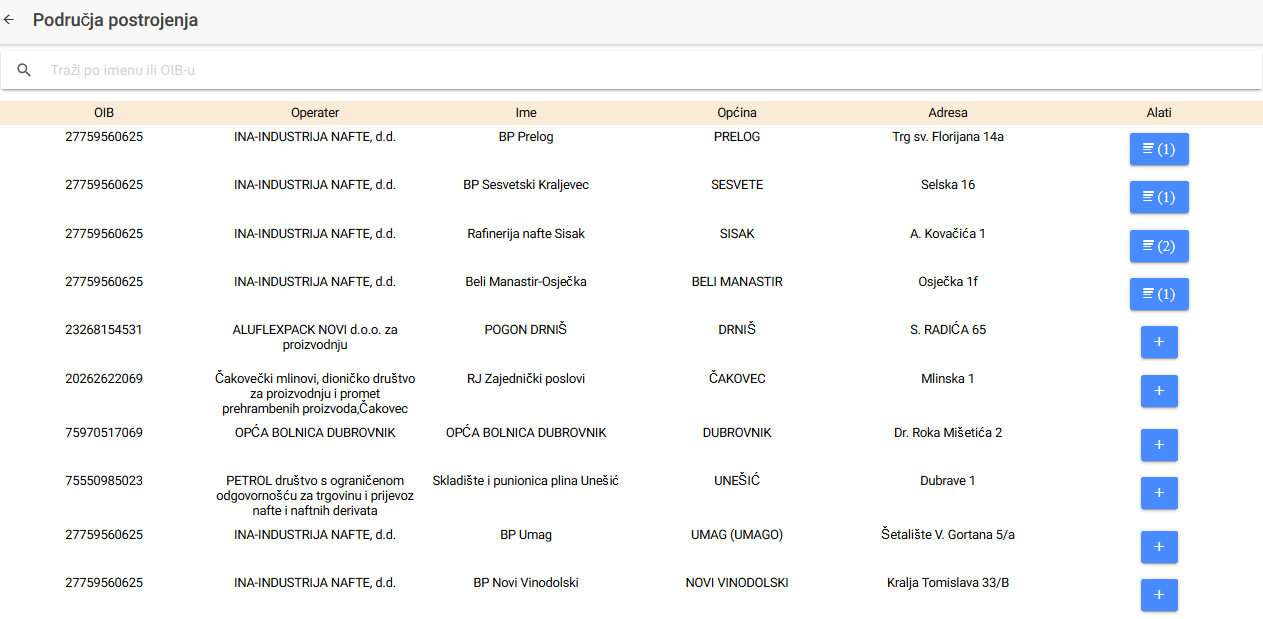 Područja postrojenja
Traži po imenu ili OIB-u
OIB Operater Ime Općina Adresa Alati
27759560625 INA-INDUSTRIJA NAFTE, d.d. BP Prelog PRELOG Trg sv. Florijana 14a (1)
27759560625 INA-INDUSTRIJA NAFTE, d.d. BP Sesvetski Kraljevec SESVETE Selska 16 (1)
27759560625 INA-INDUSTRIJA NAFTE, d.d. Rafinerija nafte Sisak SISAK A. Kovačića 1 (2)
27759560625 INA-INDUSTRIJA NAFTE, d.d. Beli Manastir-Osječka BELI MANASTIR Osječka 1f (1)
23268154531 ALUFLEXPACK NOVI d.o.o. za POGON DRNIŠ DRNIŠ S. RADIĆA 65 +
proizvodnju
20262622069 Čakovečki mlinovi, dioničko društvo RJ Zajednički poslovi ČAKOVEC Mlinska 1 +
za proizvodnju i promet
prehrambenih proizvoda,Čakovec
75970517069 OPĆA BOLNICA DUBROVNIK OPĆA BOLNICA DUBROVNIK DUBROVNIK Dr. Roka Mišetića 2 +
75550985023 PETROL društvo s ograničenom Skladište i punionica plina Unešić UNEŠIĆ Dubrave 1 +
odgovornošću za trgovinu i prijevoz
nafte i naftnih derivata
27759560625 INA-INDUSTRIJA NAFTE, d.d. BP Umag UMAG (UMAGO) Šetalište V. Gortana 5/a +
27759560625 INA-INDUSTRIJA NAFTE, d.d. BP Novi Vinodolski NOVI VINODOLSKI Kralja Tomislava 33/B +